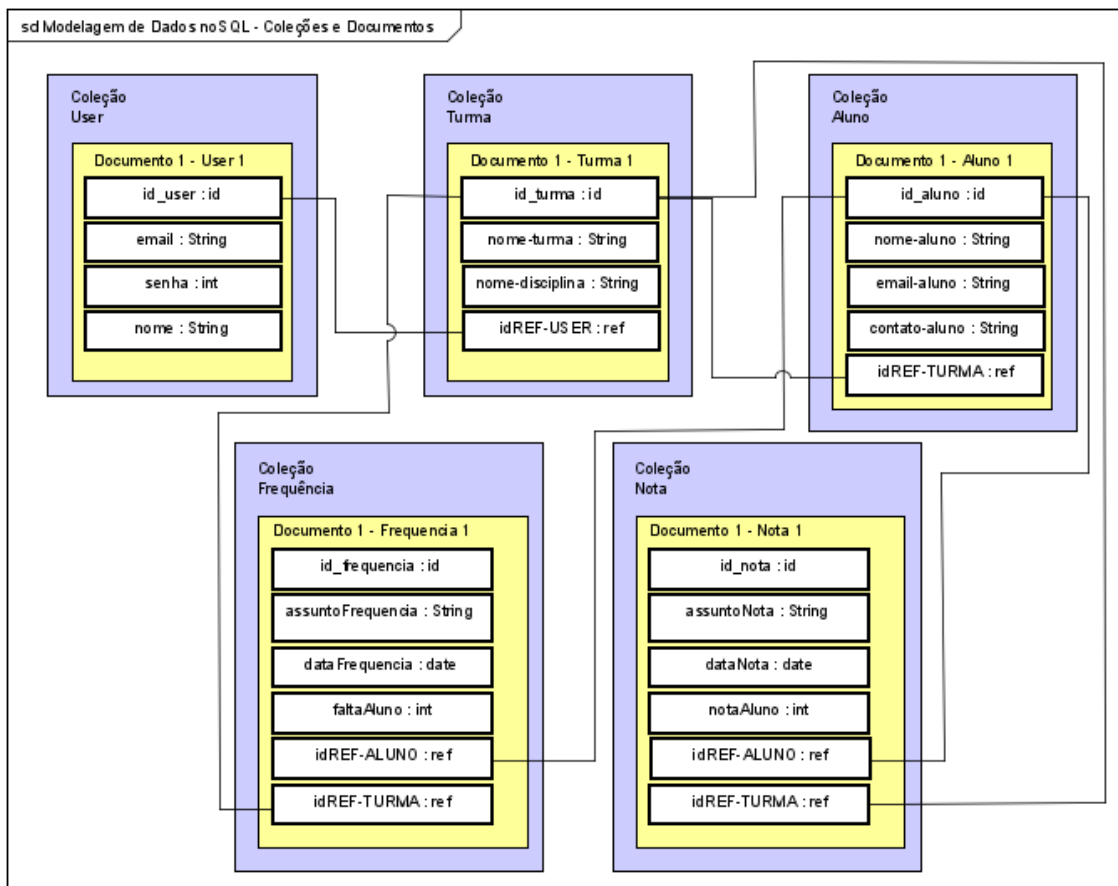 sd Modelagem de Dados noSQL - Coleções e Documentos
Coleção
User
Documento 1 - User 1
id_user : id
email : String
senha : int
nome : String
Coleção
Turma
Documento 1 - Turma 1
id_turma : id
nome-turma : String
nome-disciplina : String
idREF-USER : ref
Coleção
Aluno
Documento 1 - Aluno 1
id_aluno : id
nome-aluno : String
email-aluno : String
contato-aluno : String
idREF-TURMA : ref
Coleção
Frequência
Documento 1 - Frequencia 1
id_frequencia : id
assuntoFrequencia : String
dataFrequencia : date
faltaAluno : int
idREF-ALUNO : ref
idREF-TURMA : ref
Coleção
Nota
Documento 1 - Nota 1
id_nota : id
assuntoNota : String
dataNota : date
notaAluno : int
idREF-ALUNO : ref
idREF-TURMA : ref